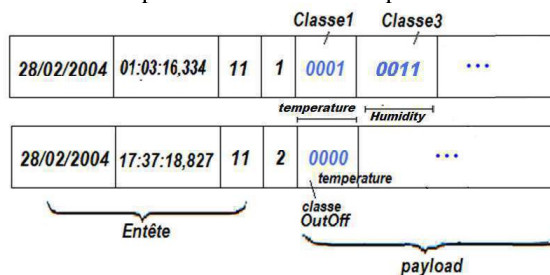 Classe1 Classe3
28/02/2004 01:03:16,334 11 1 0001 0011 ...
temperature Humidity
28/02/2004 17:37:18,827 11 2 0000 ...
temperature
classe
OutOff
Entête
payload